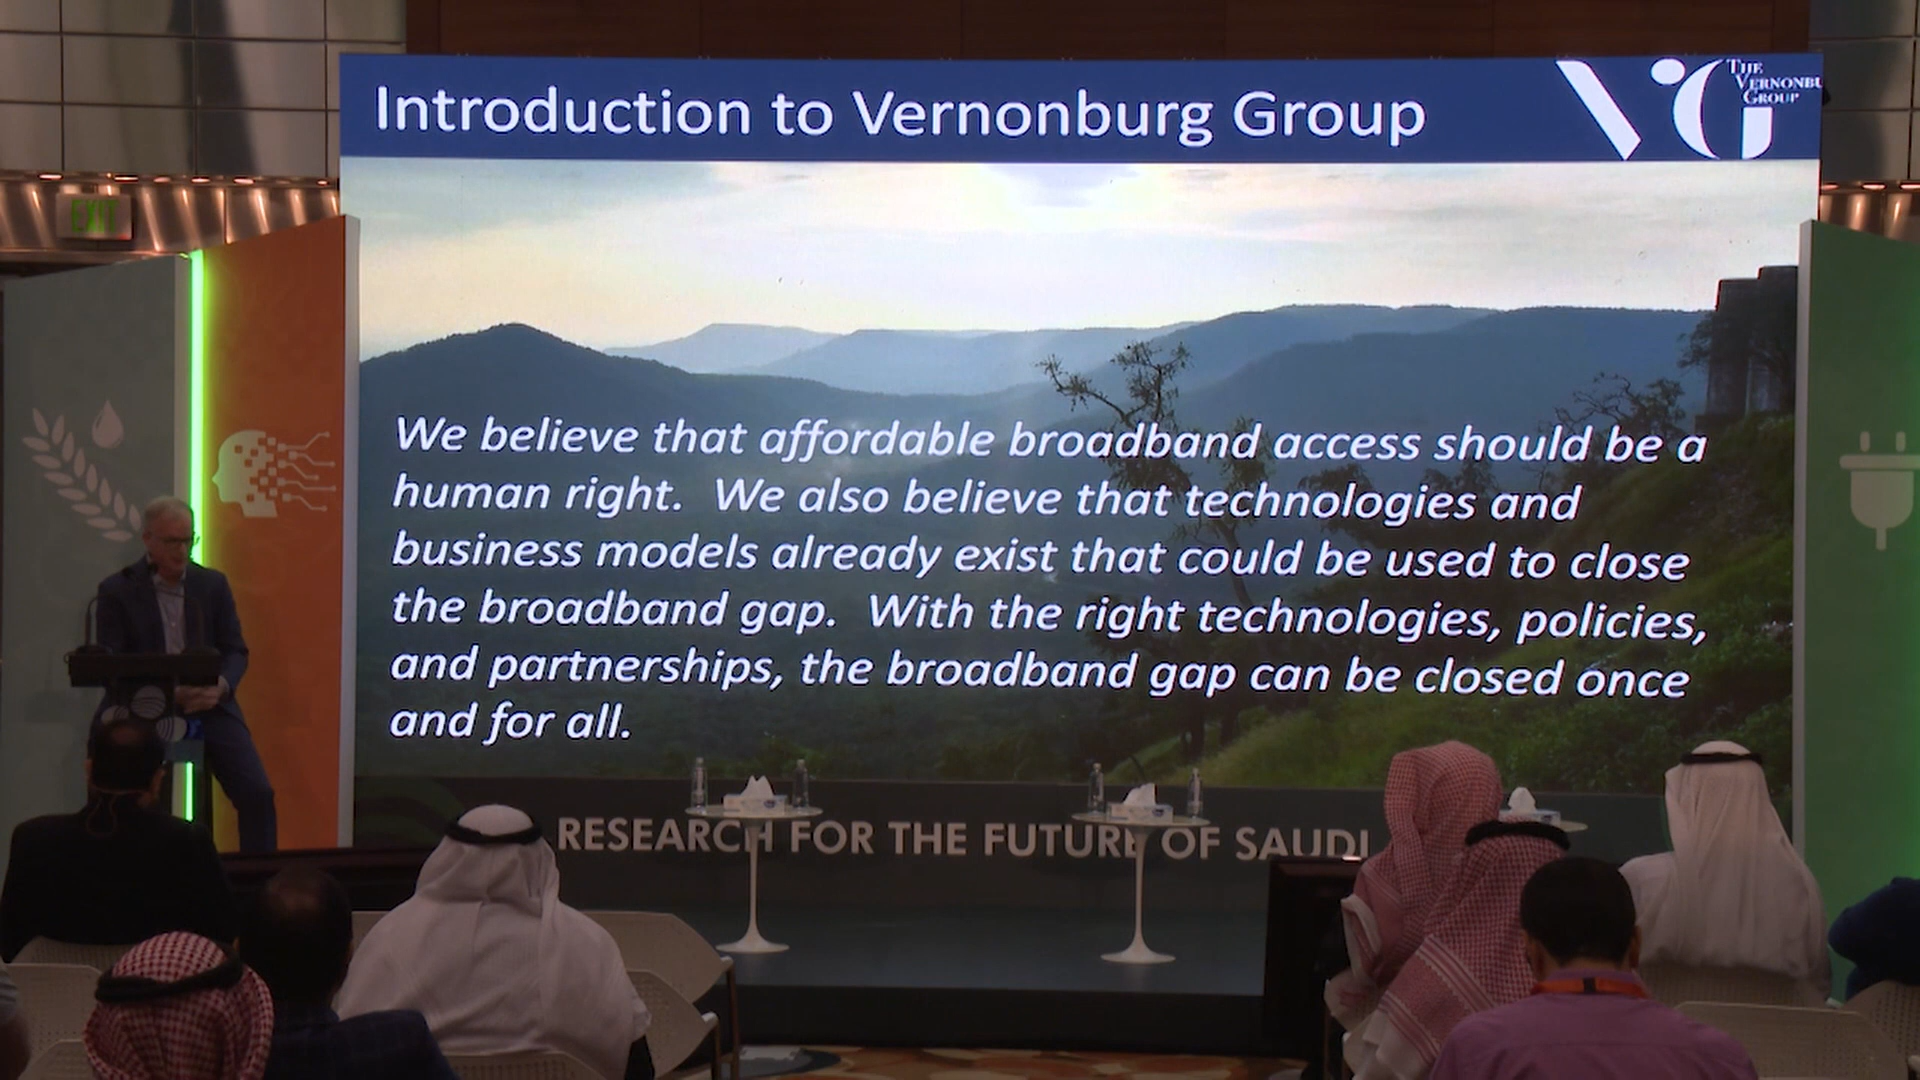 Introduction to Vernonburg Group
VG
THE
VERNONBU
GROUP
EXIT
We believe that affordable broadband access should be a
human right. We also believe that technologies and
business models already exist that could be used to close
the broadband gap. With the right technologies, policies,
and partnerships, the broadband gap can be closed once
and for all.
RESEARCH FOR THE FUTURE OF SAUDI